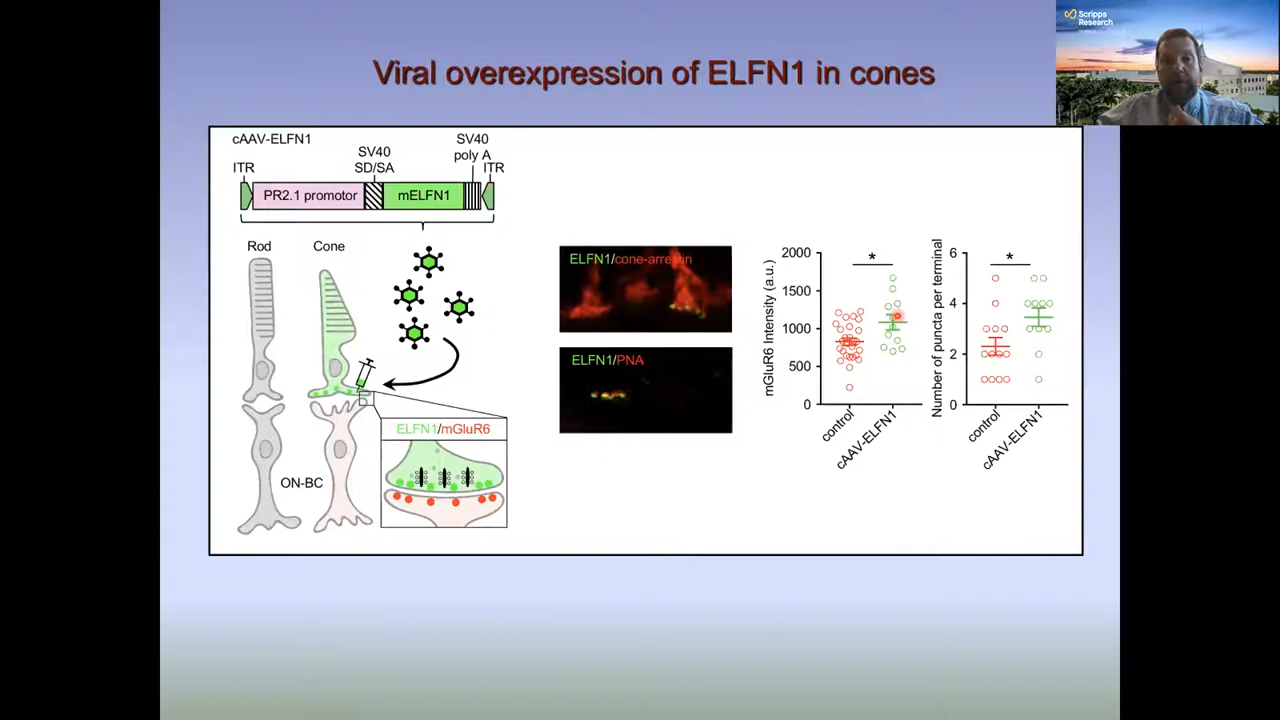 Scripps
Research
Viral overexpression of ELFN1 in cones
cAAV-ELFN1
ITR
SV40
SD/SA
SV40
poly A
ITR
PR2.1 promotor
mELFN1
Rod
Cone
ON-BC
ELFN1/mGluR6
ELFN1/cone-arrestin
ELFN1/PNA
mGluR6 Intensity (a.u.)
2000
1500
1000
500
0
*
control
cAAV-ELFN1
Number of puncta per terminal
6
4
2
0
*
control
cAAV-ELFN1